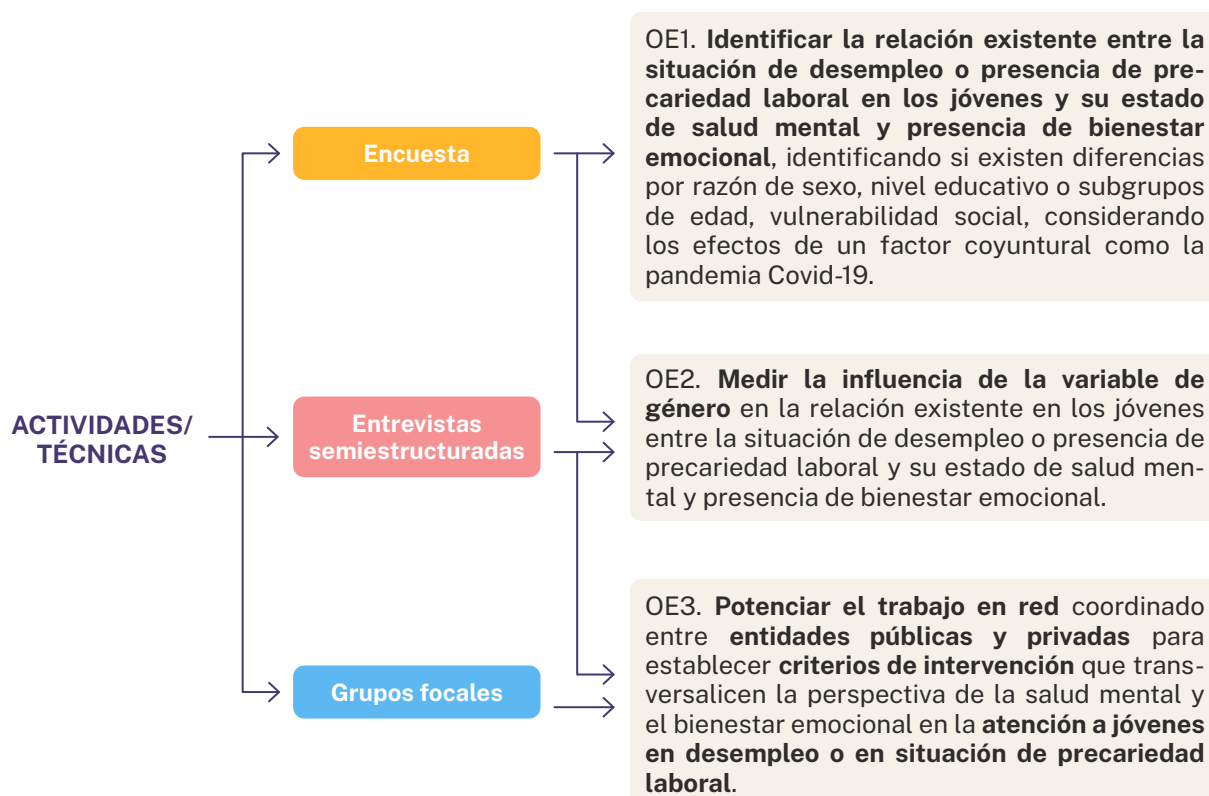 ACTIVIDADES/
TÉCNICAS
Encuesta
Entrevistas
semiestructuradas
Grupos focales
OE1. Identificar la relación existente entre la
situación de desempleo o presencia de pre-
cariedad laboral en los jóvenes y su estado
de salud mental y presencia de bienestar
emocional, identificando si existen diferencias
por razón de sexo, nivel educativo o subgrupos
de edad, vulnerabilidad social, considerando
los efectos de un factor coyuntural como la
pandemia Covid-19.
OE2. Medir la influencia de la variable de
género en la relación existente en los jóvenes
entre la situación de desempleo o presencia de
precariedad laboral y su estado de salud men-
tal y presencia de bienestar emocional.
OE3. Potenciar el trabajo en red coordinado
entre entidades públicas y privadas para
establecer criterios de intervención que trans-
versalicen la perspectiva de la salud mental y
el bienestar emocional en la atención a jóvenes
en desempleo o en situación de precariedad
laboral.